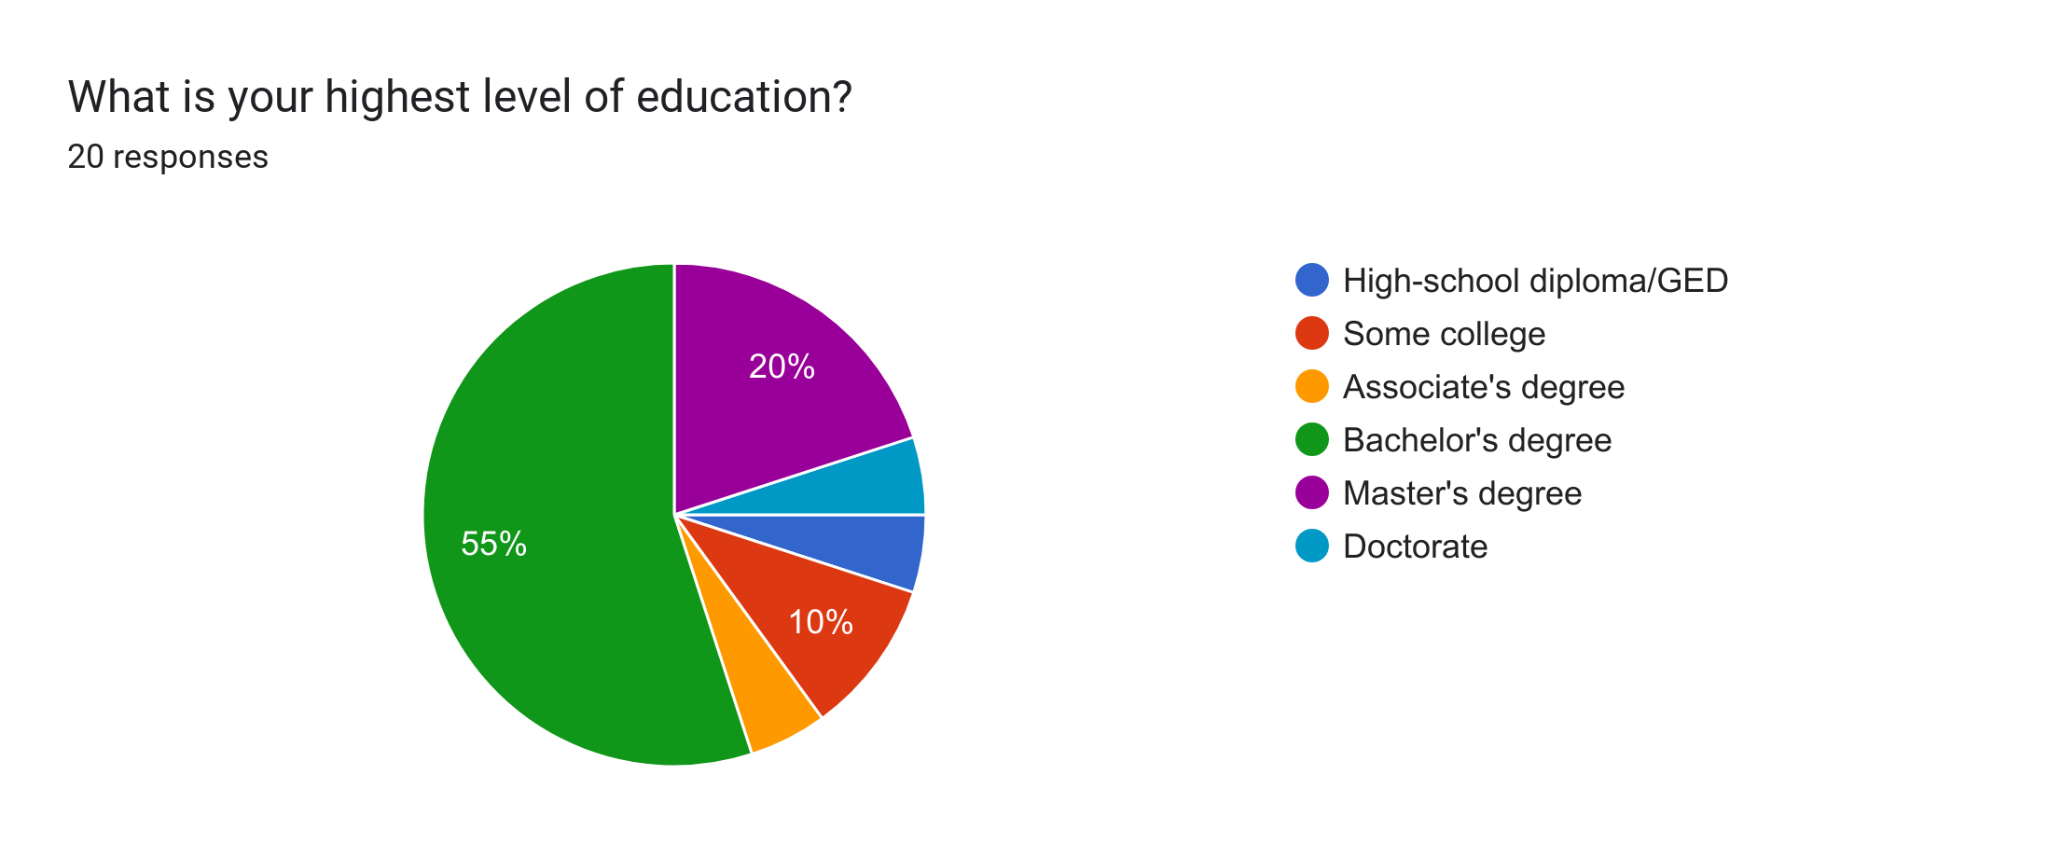 What is your highest level of education?
20 responses
20%
55%
10%
High-school diploma/GED
Some college
Associate's degree
Bachelor's degree
Master's degree
Doctorate